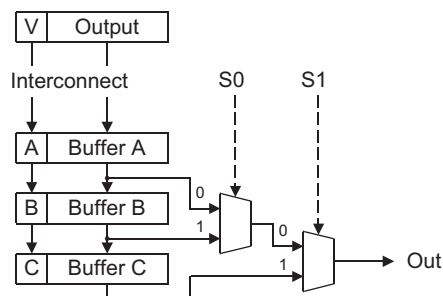 V Output
Interconnect
S0 S1
A Buffer A
0
B Buffer B
1
0
C Buffer C
1
Out